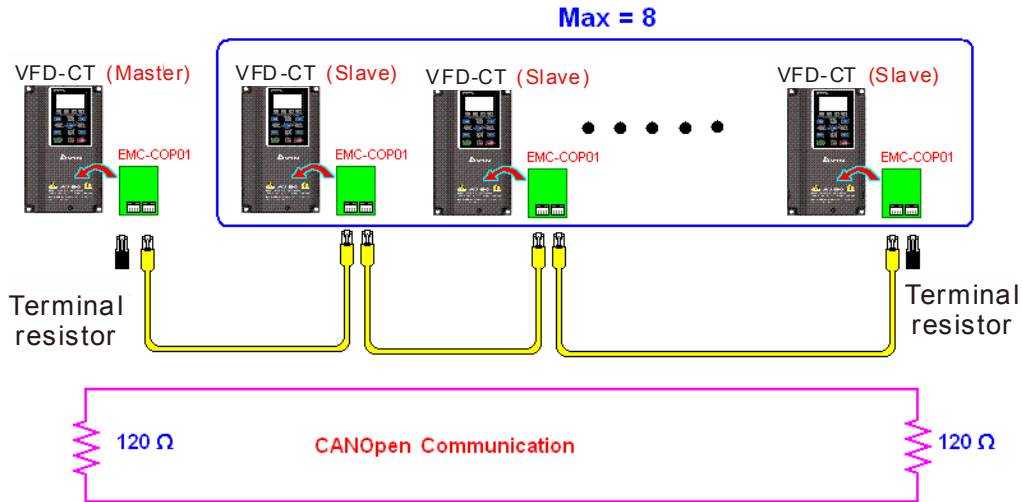 Max = 8
VFD-CT (Master)
VFD-CT (Slave)
VFD-CT (Slave)
VFD-CT (Slave)
EMC-COP01
EMC-COP01
EMC-COP01
EMC-COP01
Terminal
resistor
Terminal
resistor
120 Ω
CANOpen Communication
120 Ω